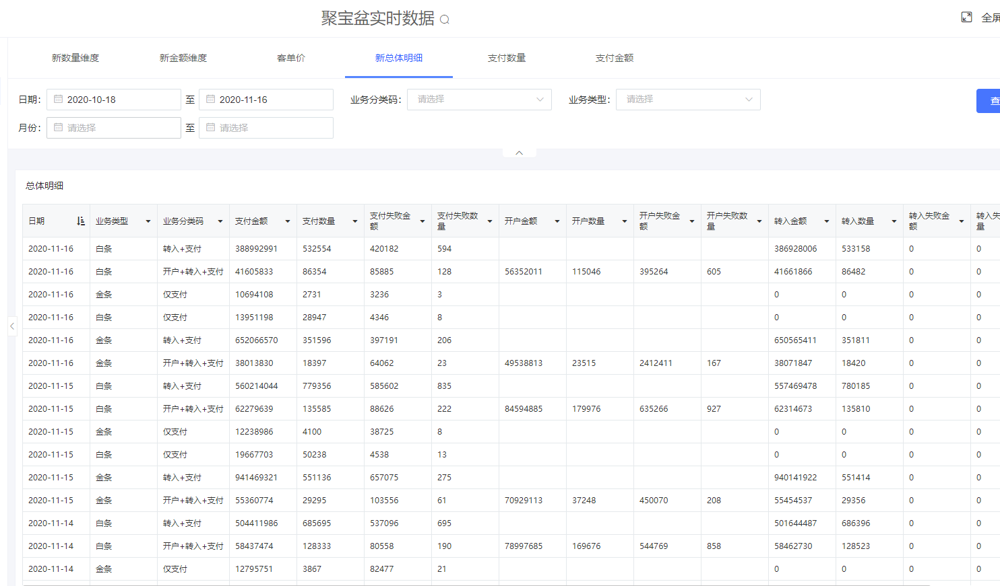 聚宝盆实时数据
全屏
新数量维度 新金额维度 客单价 新总体明细 支付数量 支付金额
日期: 2020-10-18 至 2020-11-16 业务分类码: 请选择 业务类型: 请选择 查
月份: 请选择 至 请选择
总体明细
日期 业务类型 业务分类码 支付金额 支付数量 支付失败金额 支付失败数量 开户金额 开户数量 开户失败金额 开户失败数量 转入金额 转入数量 转入失败金额 转入失量
2020-11-16 白条 转入+支付 388992991 532554 420182 594 386928006 533158 0 0
2020-11-16 白条 开户+转入+支付 41605833 86354 85885 128 56352011 115046 395264 605 41661866 86482 0 0
2020-11-16 金条 仅支付 10694108 2731 3236 3 0 0 0 0
2020-11-16 白条 仅支付 13951198 28947 4346 8 0 0 0 0
2020-11-16 金条 转入+支付 652066570 351596 397191 206 650565411 351811 0 0
2020-11-16 金条 开户+转入+支付 38013830 18397 64062 23 49538813 23515 2412411 167 38071847 18420 0 0
2020-11-15 白条 转入+支付 560214044 779356 585602 835 557469478 780185 0 0
2020-11-15 白条 开户+转入+支付 62279639 135585 88626 222 84594885 179976 635266 927 62314673 135810 0 0
2020-11-15 金条 仅支付 12238986 4100 38725 8 0 0 0 0
2020-11-15 白条 仅支付 19667703 50238 4538 13 0 0 0 0
2020-11-15 金条 转入+支付 941469321 551136 657075 275 940141922 551414 0 0
2020-11-15 金条 开户+转入+支付 55360774 29295 103556 61 70929113 37248 450070 208 55454537 29356 0 0
2020-11-14 白条 转入+支付 504411986 685695 537096 695 501644487 686396 0 0
2020-11-14 白条 开户+转入+支付 58437474 128333 80558 190 78997685 169676 544769 858 58462730 128523 0 0
2020-11-14 金条 仅支付 12795751 3867 82477 21 0 0 0 0